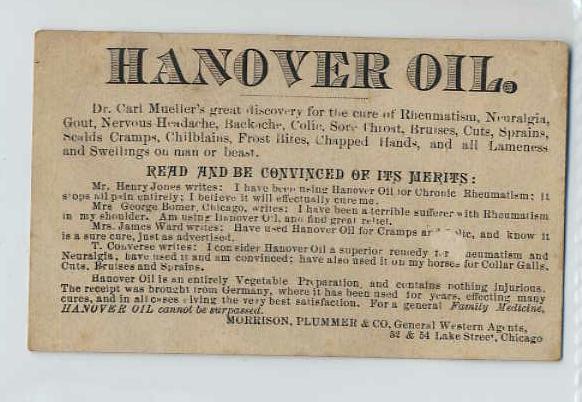 HANOVER OIL.
Dr. Carl Mueller's great discovery for the cure of Rheumatism, Neuralgia,
Gout, Nervous Headache, Backache, Colic, Sore Throat, Bruises, Cuts, Sprains,
Scalds Cramps, Chilblains, Frost Bites, Chapped Hands, and all Lameness
and Swellings on man or beast.
READ AND BE CONVINCED OF ITS MERITS:
Mr. Henry Jones writes: I have been using Hanover Oil for Chronic Rheumatism; it
stops all pain entirely; I believe it will effectually cure me.
Mrs George Bomer, Chicago, writes: I have been a terrible sufferer with Rheumatism
in my shoulder. Am using Hanover Oil, and find great relief.
Mrs. James Ward writes: Have used Hanover Oil for Cramps and Colic, and know it
is a sure cure, just as advertised.
T. Converse writes: I consider Hanover Oil a superior remedy for Rheumatism and
Neuralgia, have used it and am convinced; have also used it on my horses for Collar Galls,
Cuts, Bruises and Sprains.
Hanover Oil is an entirely Vegetable Preparation, and contains nothing injurious.
The receipt was brought from Germany, where it has been used for years, effecting many
cures, and in all cases giving the very best satisfaction. For a general Family Medicine,
HANOVER OIL cannot be surpassed.
MORRISON, PLUMMER & CO, General Western Agents,
52 & 54 Lake Street, Chicago